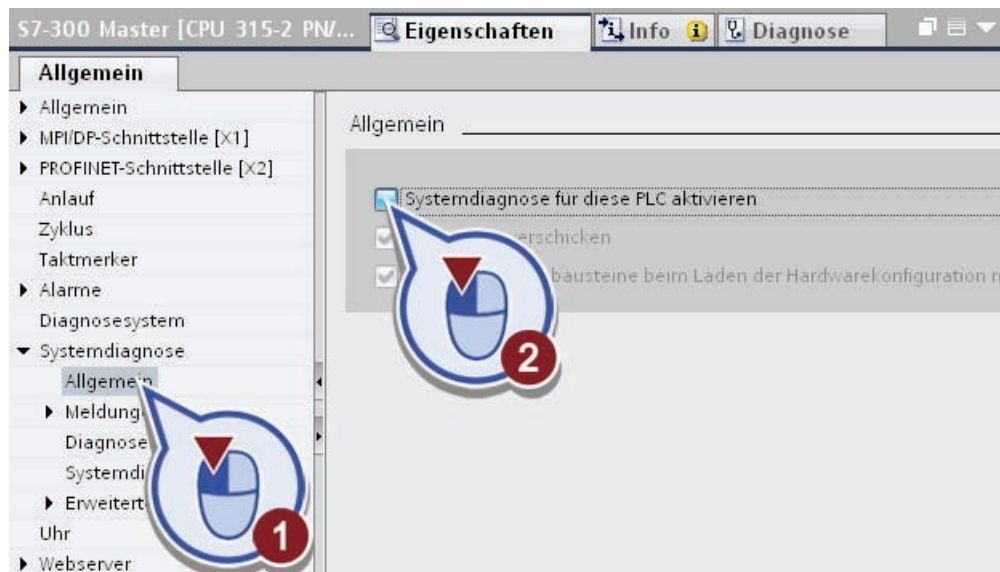 S7-300 Master [CPU 315-2 PN/...
Eigenschaften
Info
Diagnose
Allgemein
Allgemein
MPI/DP-Schnittstelle [X1]
PROFINET-Schnittstelle [X2]
Anlauf
Zyklus
Taktmerker
Alarme
Diagnosesystem
Systemdiagnose
Allgemein
Uhr
Webserver
1
Allgemein
Systemdiagnose für diese PLC aktivieren
beim Laden der Hardwarekonfiguration
2